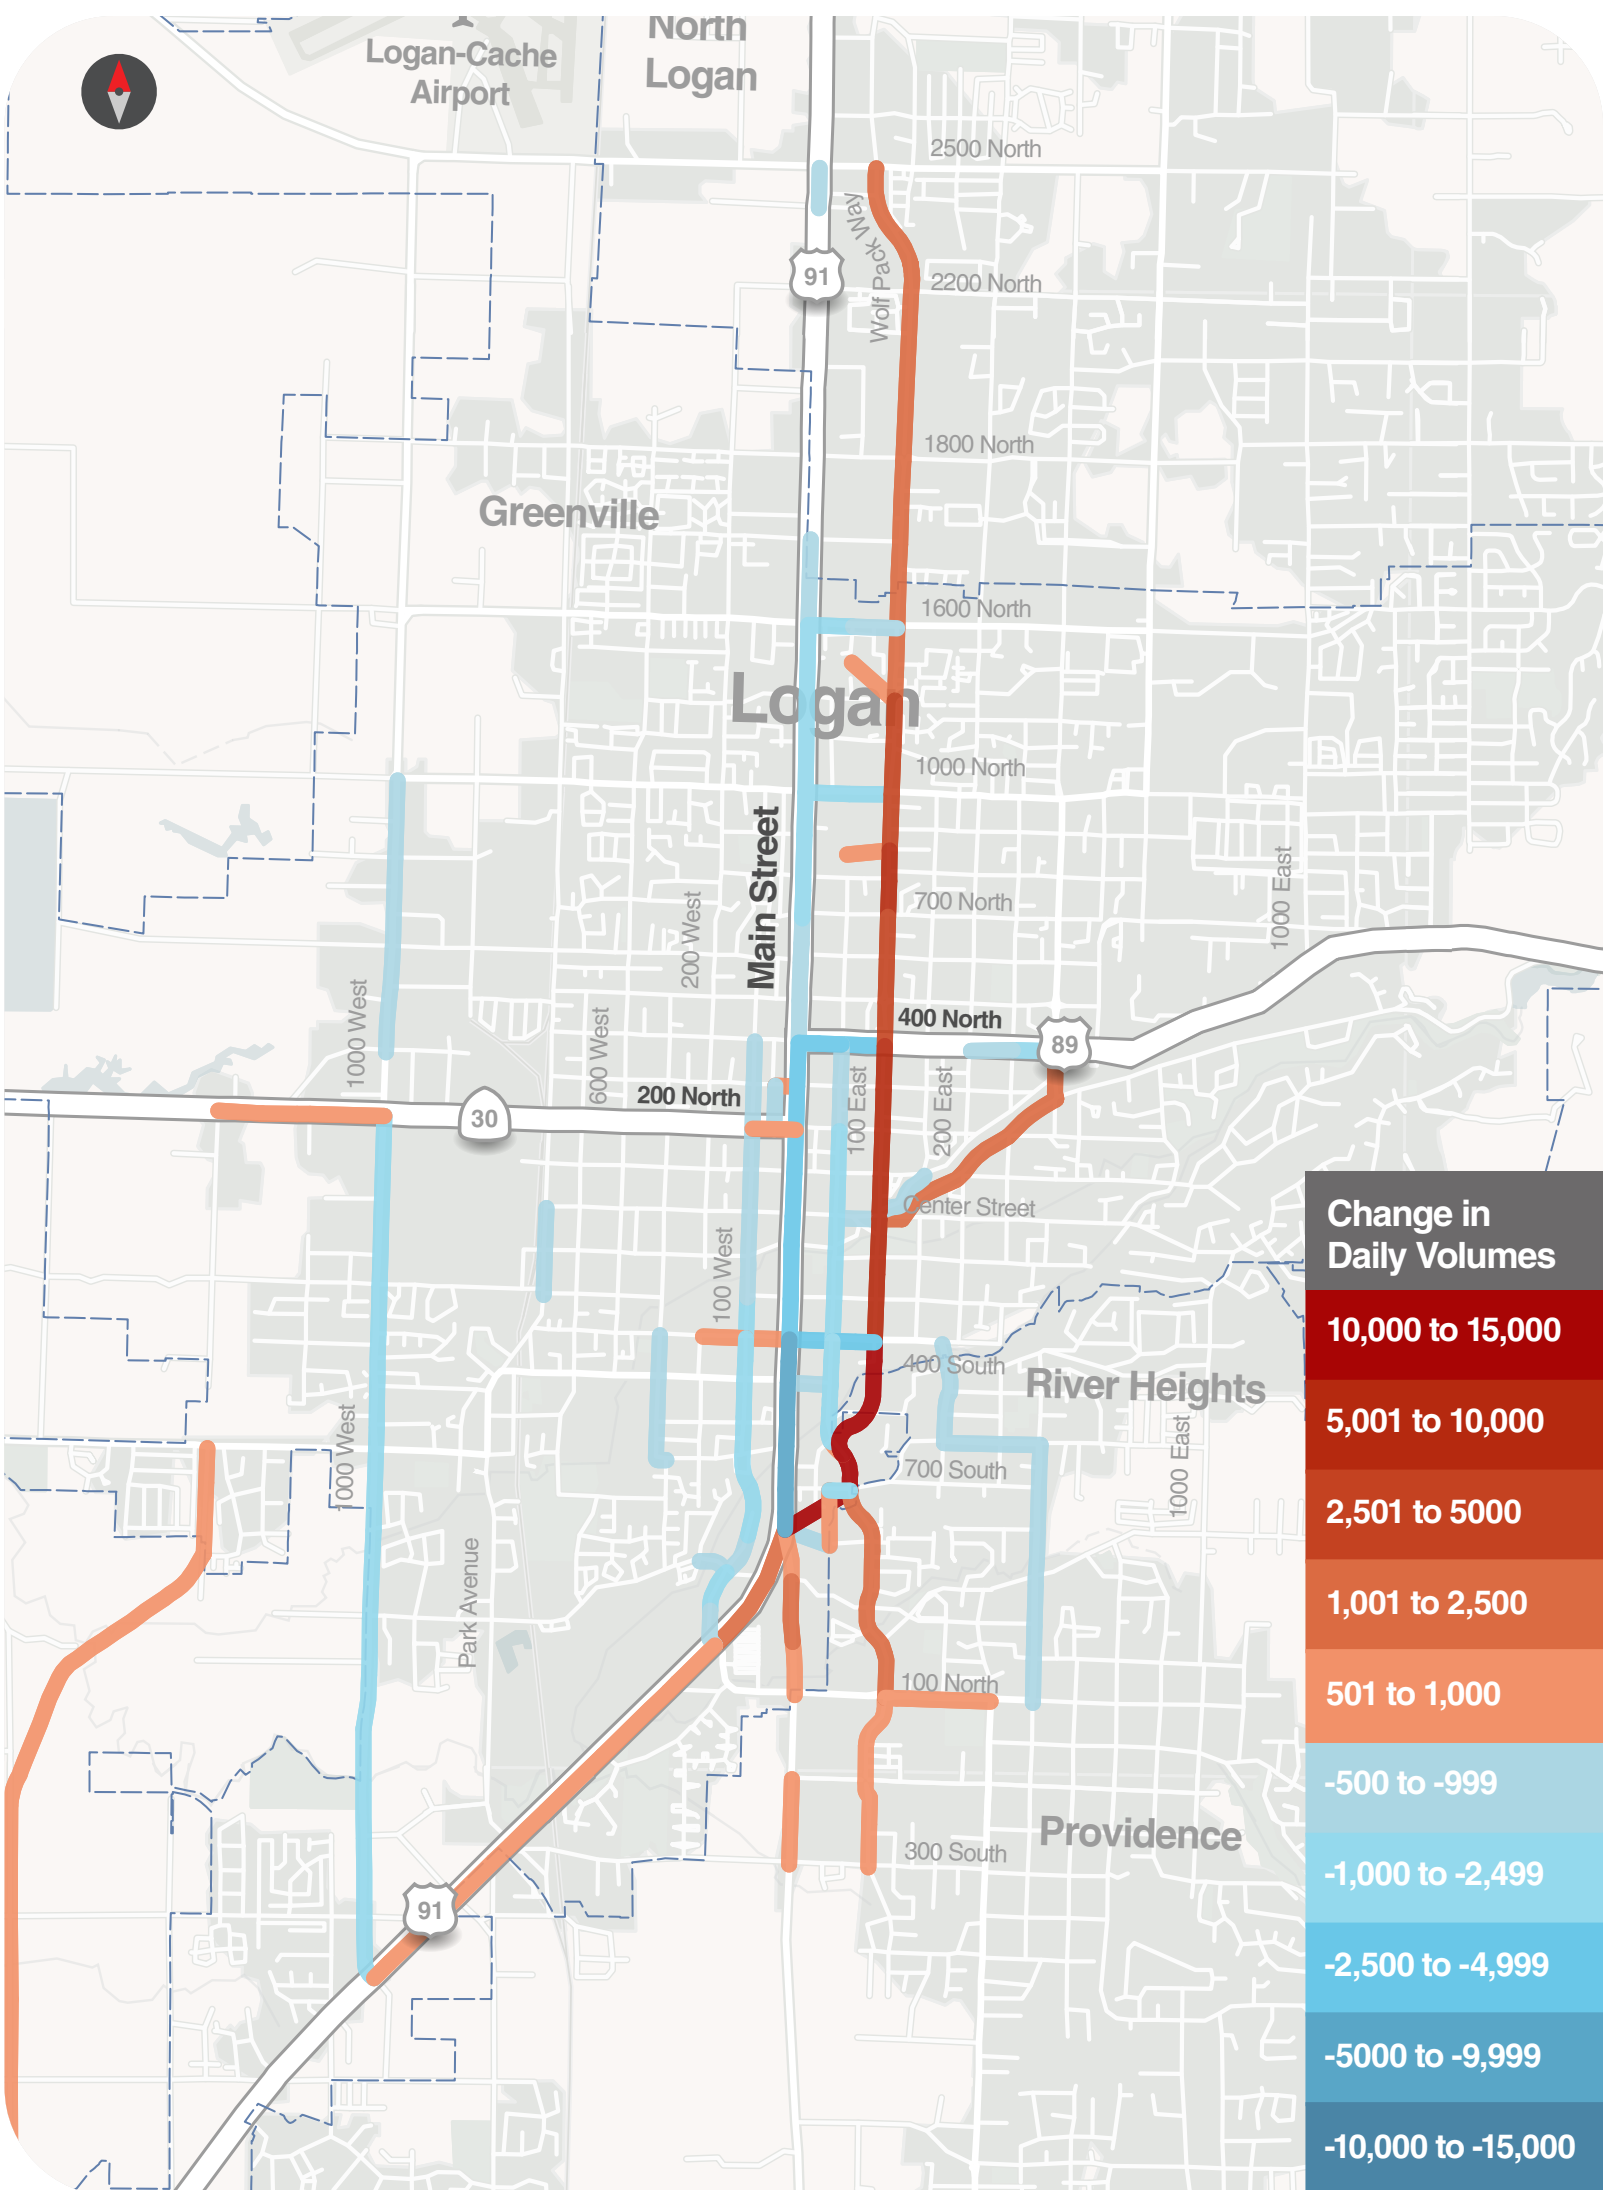 North
Logan
Logan-Cache
Airport
2500 North
Wolf Pack Way
91
2200 North
1800 North
Greenville
1600 North
Logan
1000 North
Main Street
1000 East
700 North
200 West
1000 West
600 West
400 North
89
200 North
30
100 East
200 East
Center Street
100 West
400 South
River Heights
1000 West
1000 East
700 South
Park Avenue
100 North
Providence
300 South
91
Change in
Daily Volumes
10,000 to 15,000
5,001 to 10,000
2,501 to 5000
1,001 to 2,500
501 to 1,000
-500 to -999
-1,000 to -2,499
-2,500 to -4,999
-5000 to -9,999
-10,000 to -15,000